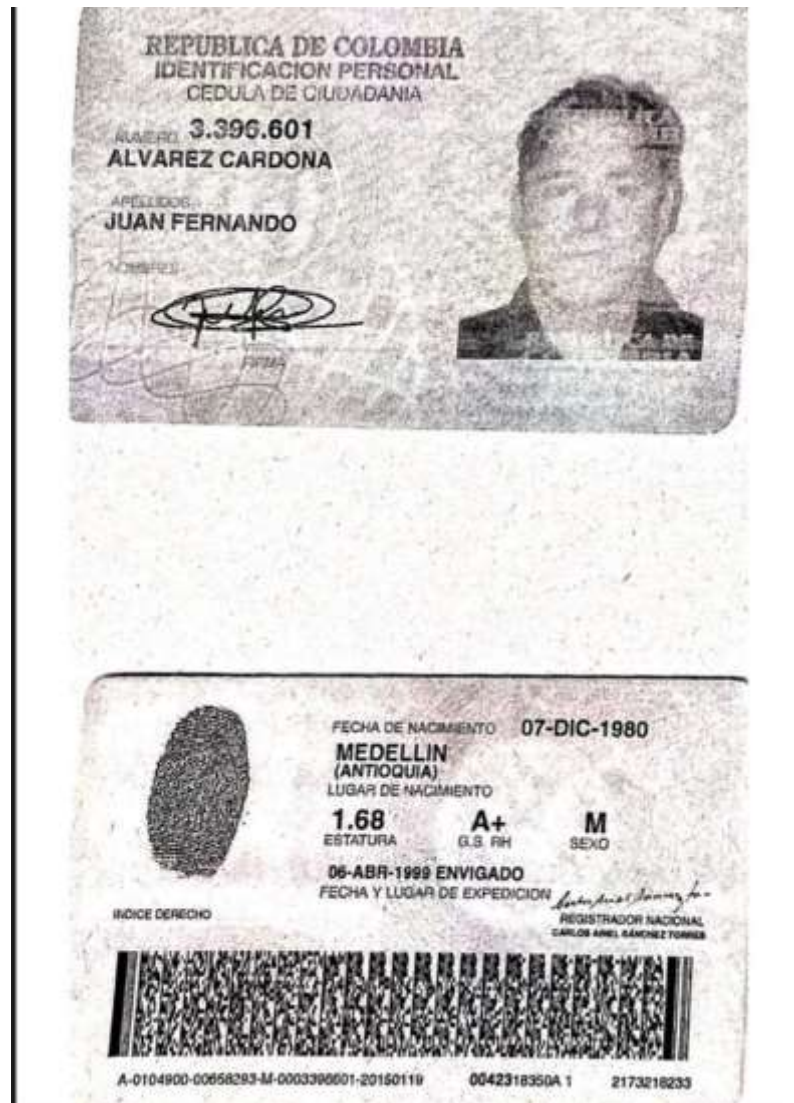 REPUBLICA DE COLOMBIA
IDENTIFICACION PERSONAL
CEDULA DE CIUDADANIA
NUMERO 3.396.601
ALVAREZ CARDONA
APELLIDOS
JUAN FERNANDO
NOMBRES
FIRMA
FECHA DE NACIMIENTO 07-DIC-1980
MEDELLIN
(ANTIOQUIA)
LUGAR DE NACIMIENTO
1.68 A+ M
ESTATURA G.S. RH SEXO
06-ABR-1999 ENVIGADO
FECHA Y LUGAR DE EXPEDICION
INDICE DERECHO
REGISTRADOR NACIONAL
CARLOS ARIEL SÁNCHEZ TORRES
A-0104900-00658293-M-0003396601-20150119 0042318350A 1 2173218233